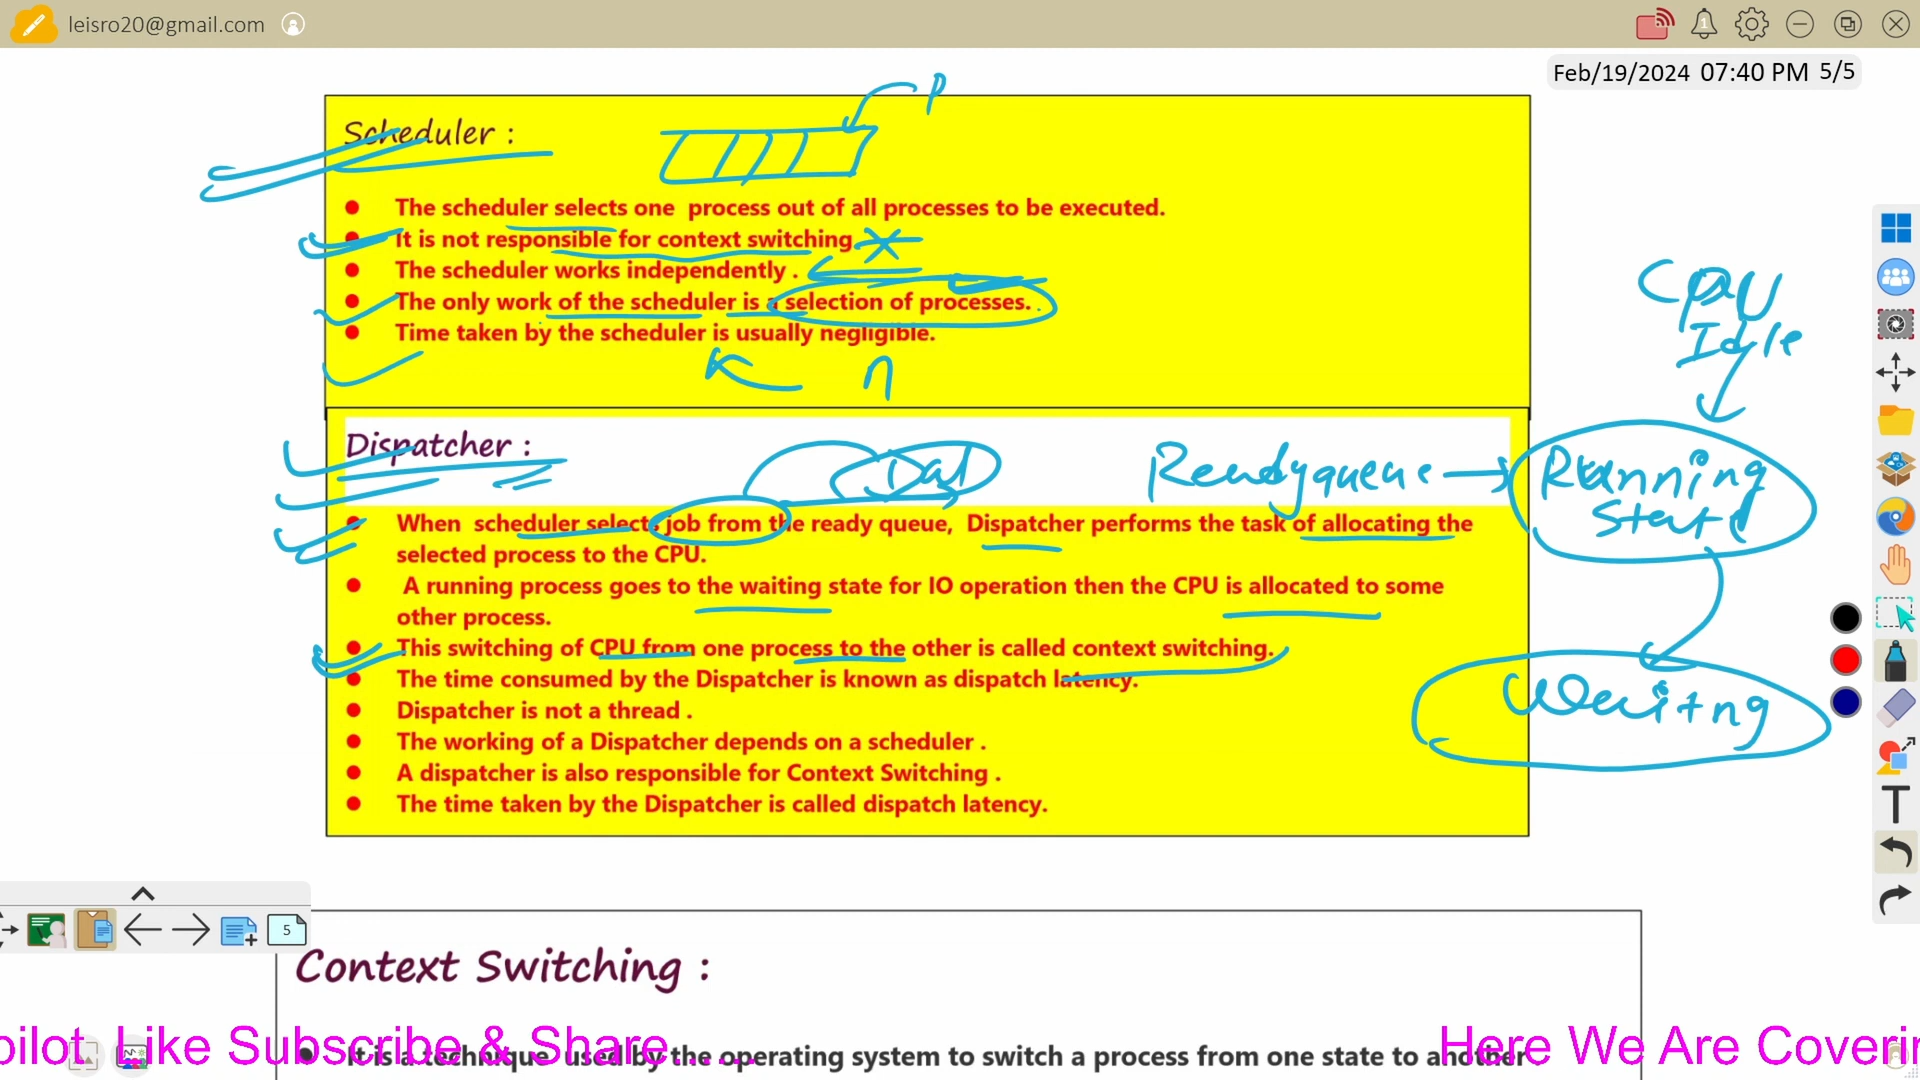 leisro20@gmail.com
Feb/19/2024 07:40 PM 5/5
P
Scheduler :
The scheduler selects one process out of all processes to be executed.
It is not responsible for context switching
The scheduler works independently .
The only work of the scheduler is a selection of processes. .
Time taken by the scheduler is usually negligible.
CPU
Idle
Dispatcher :
Readyqueue
Running
State
When scheduler selects job from the ready queue, Dispatcher performs the task of allocating the
selected process to the CPU.
A running process goes to the waiting state for IO operation then the CPU is allocated to some
other process.
This switching of CPU from one process to the other is called context switching.
The time consumed by the Dispatcher is known as dispatch latency.
Waitng
Dispatcher is not a thread .
The working of a Dispatcher depends on a scheduler .
A dispatcher is also responsible for Context Switching .
The time taken by the Dispatcher is called dispatch latency.
5
Context Switching :
It is a technique used by the operating system to switch a process from one state to another
pilot Like Subscribe & Share...... Here We Are Coverin